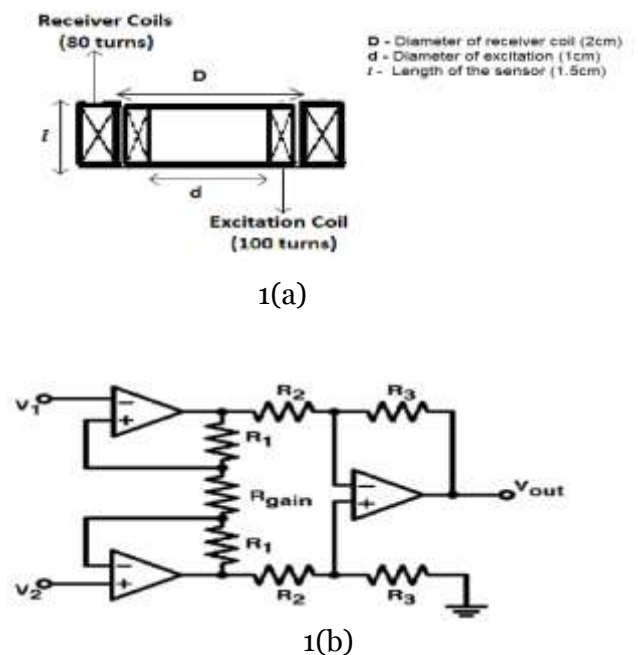 Receiver Coils
(80 turns)
D - Diameter of receiver coil (2cm)
d - Diameter of excitation (1cm)
l - Length of the sensor (1.5cm)
D
l
d
Excitation Coil
(100 turns)
1(a)
V1
−
+
R2
R3
R1
Rgain
−
+
Vout
R1
−
+
V2
R2
R3
1(b)